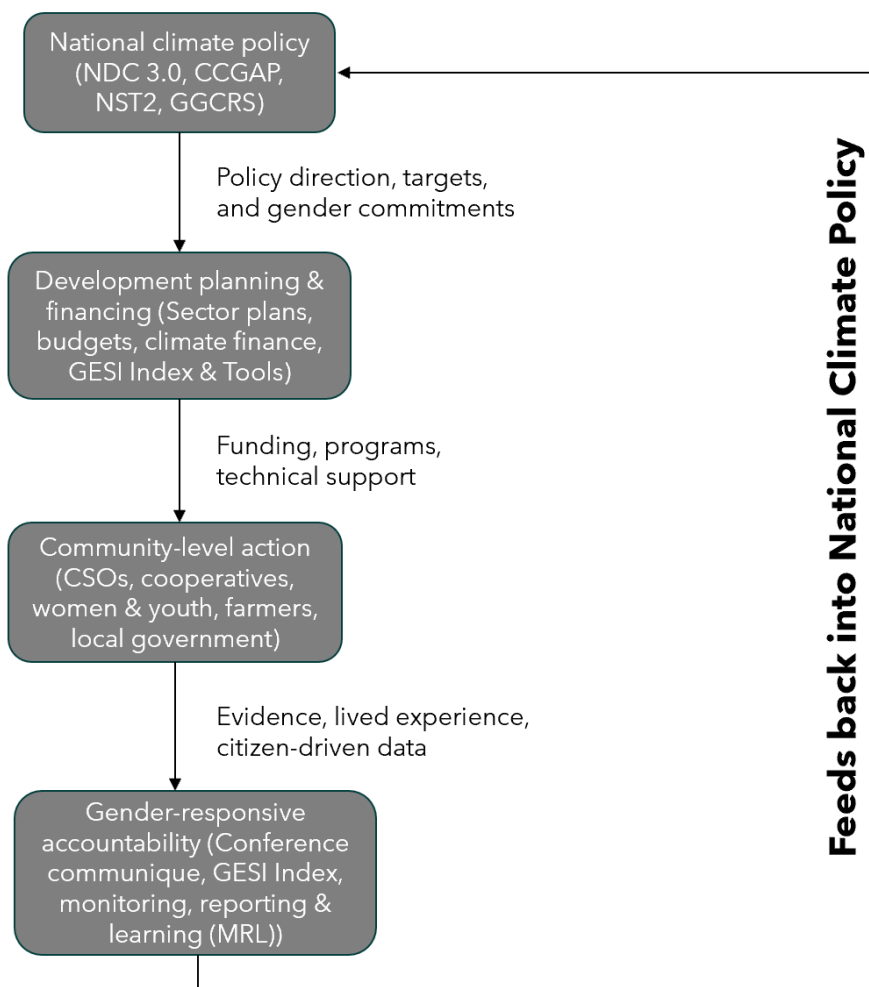 National climate policy
(NDC 3.0, CCGAP,
NST2, GGCRS)
Policy direction, targets,
and gender commitments
Development planning &
financing (Sector plans,
budgets, climate finance,
GESI Index & Tools)
Funding, programs,
technical support
Community-level action
(CSOs, cooperatives,
women & youth, farmers,
local government)
Evidence, lived experience,
citizen-driven data
Gender-responsive
accountability (Conference
communique, GESI Index,
monitoring, reporting &
learning (MRL))
Feeds back into National Climate Policy